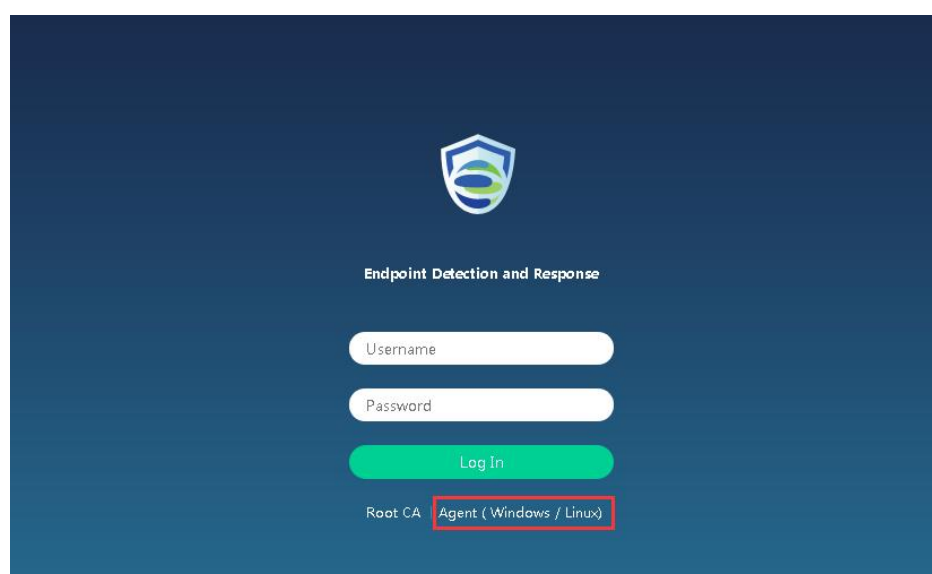 Endpoint Detection and Response
Username
Password
Log In
Root CA | Agent ( Windows / Linux)